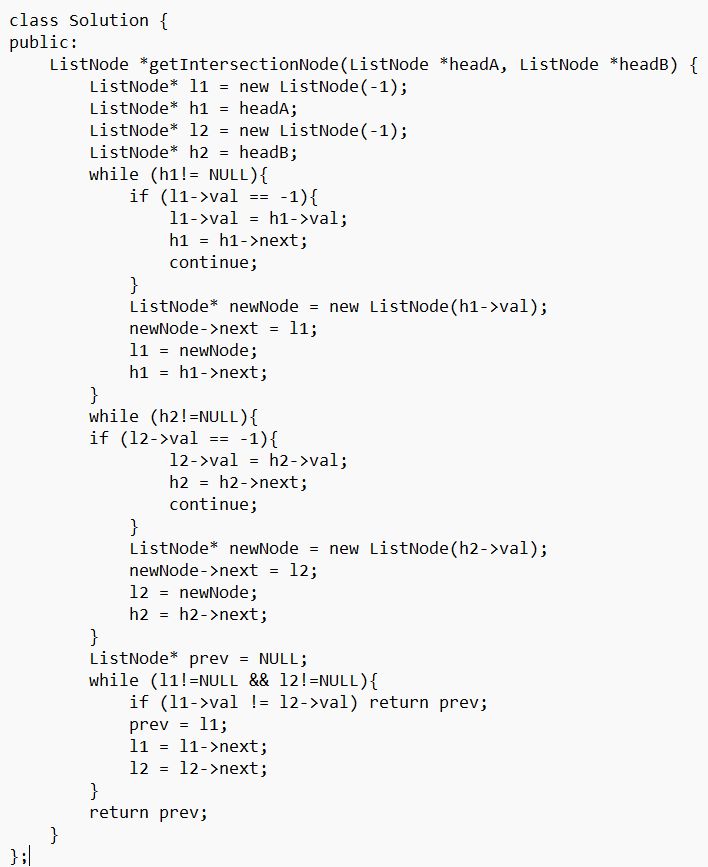 class Solution {
public:
    ListNode *getIntersectionNode(ListNode *headA, ListNode *headB) {
        ListNode* l1 = new ListNode(-1);
        ListNode* h1 = headA;
        ListNode* l2 = new ListNode(-1);
        ListNode* h2 = headB;
        while (h1!= NULL){
            if (l1->val == -1){
                l1->val = h1->val;
                h1 = h1->next;
                continue;
            }
            ListNode* newNode = new ListNode(h1->val);
            newNode->next = l1;
            l1 = newNode;
            h1 = h1->next;
        }
        while (h2!=NULL){
        if (l2->val == -1){
                l2->val = h2->val;
                h2 = h2->next;
                continue;
            }
            ListNode* newNode = new ListNode(h2->val);
            newNode->next = l2;
            l2 = newNode;
            h2 = h2->next;
        }
        ListNode* prev = NULL;
        while (l1!=NULL && l2!=NULL){
            if (l1->val != l2->val) return prev;
            prev = l1;
            l1 = l1->next;
            l2 = l2->next;
        }
        return prev;
    }
};